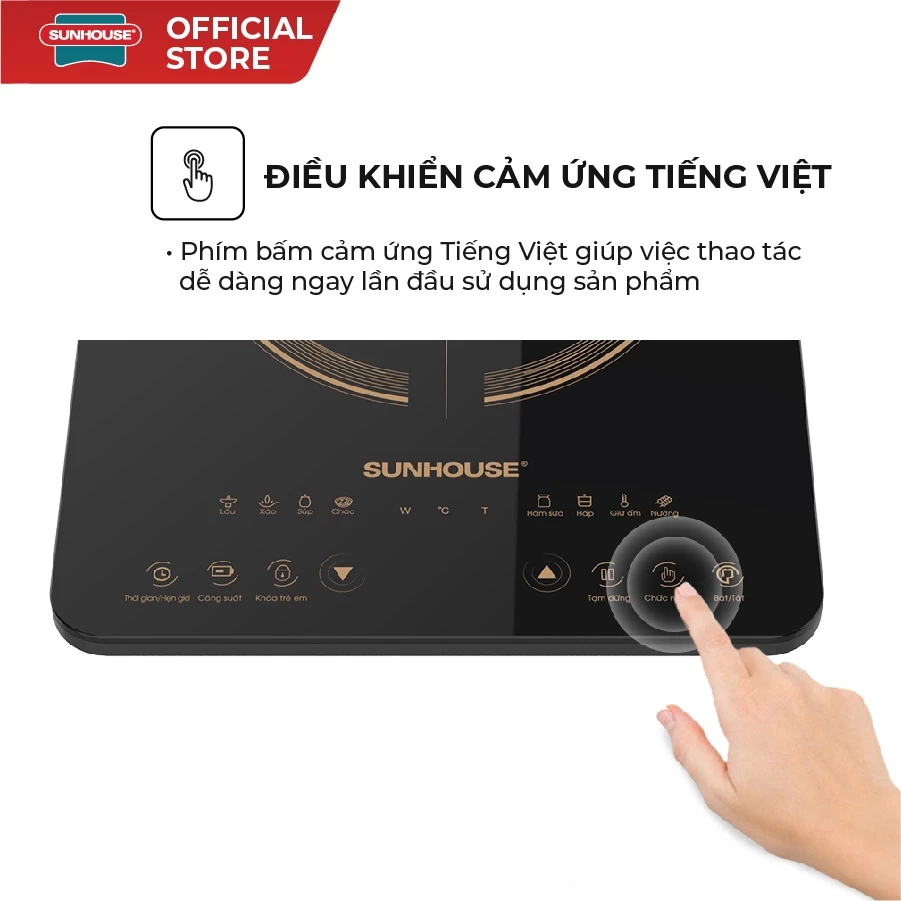 SUNHOUSE®
OFFICIAL
STORE
ĐIỀU KHIỂN CẢM ỨNG TIẾNG VIỆT
• Phím bấm cảm ứng Tiếng Việt giúp việc thao tác
dễ dàng ngay lần đầu sử dụng sản phẩm
SUNHOUSE®
Lẩu Xào Súp Cháo W °C T Hâm sữa Hấp Giữ ấm Nướng
Thời gian/Hẹn giờ Công suất Khóa trẻ em Tạm dừng Chức Bật/Tắt